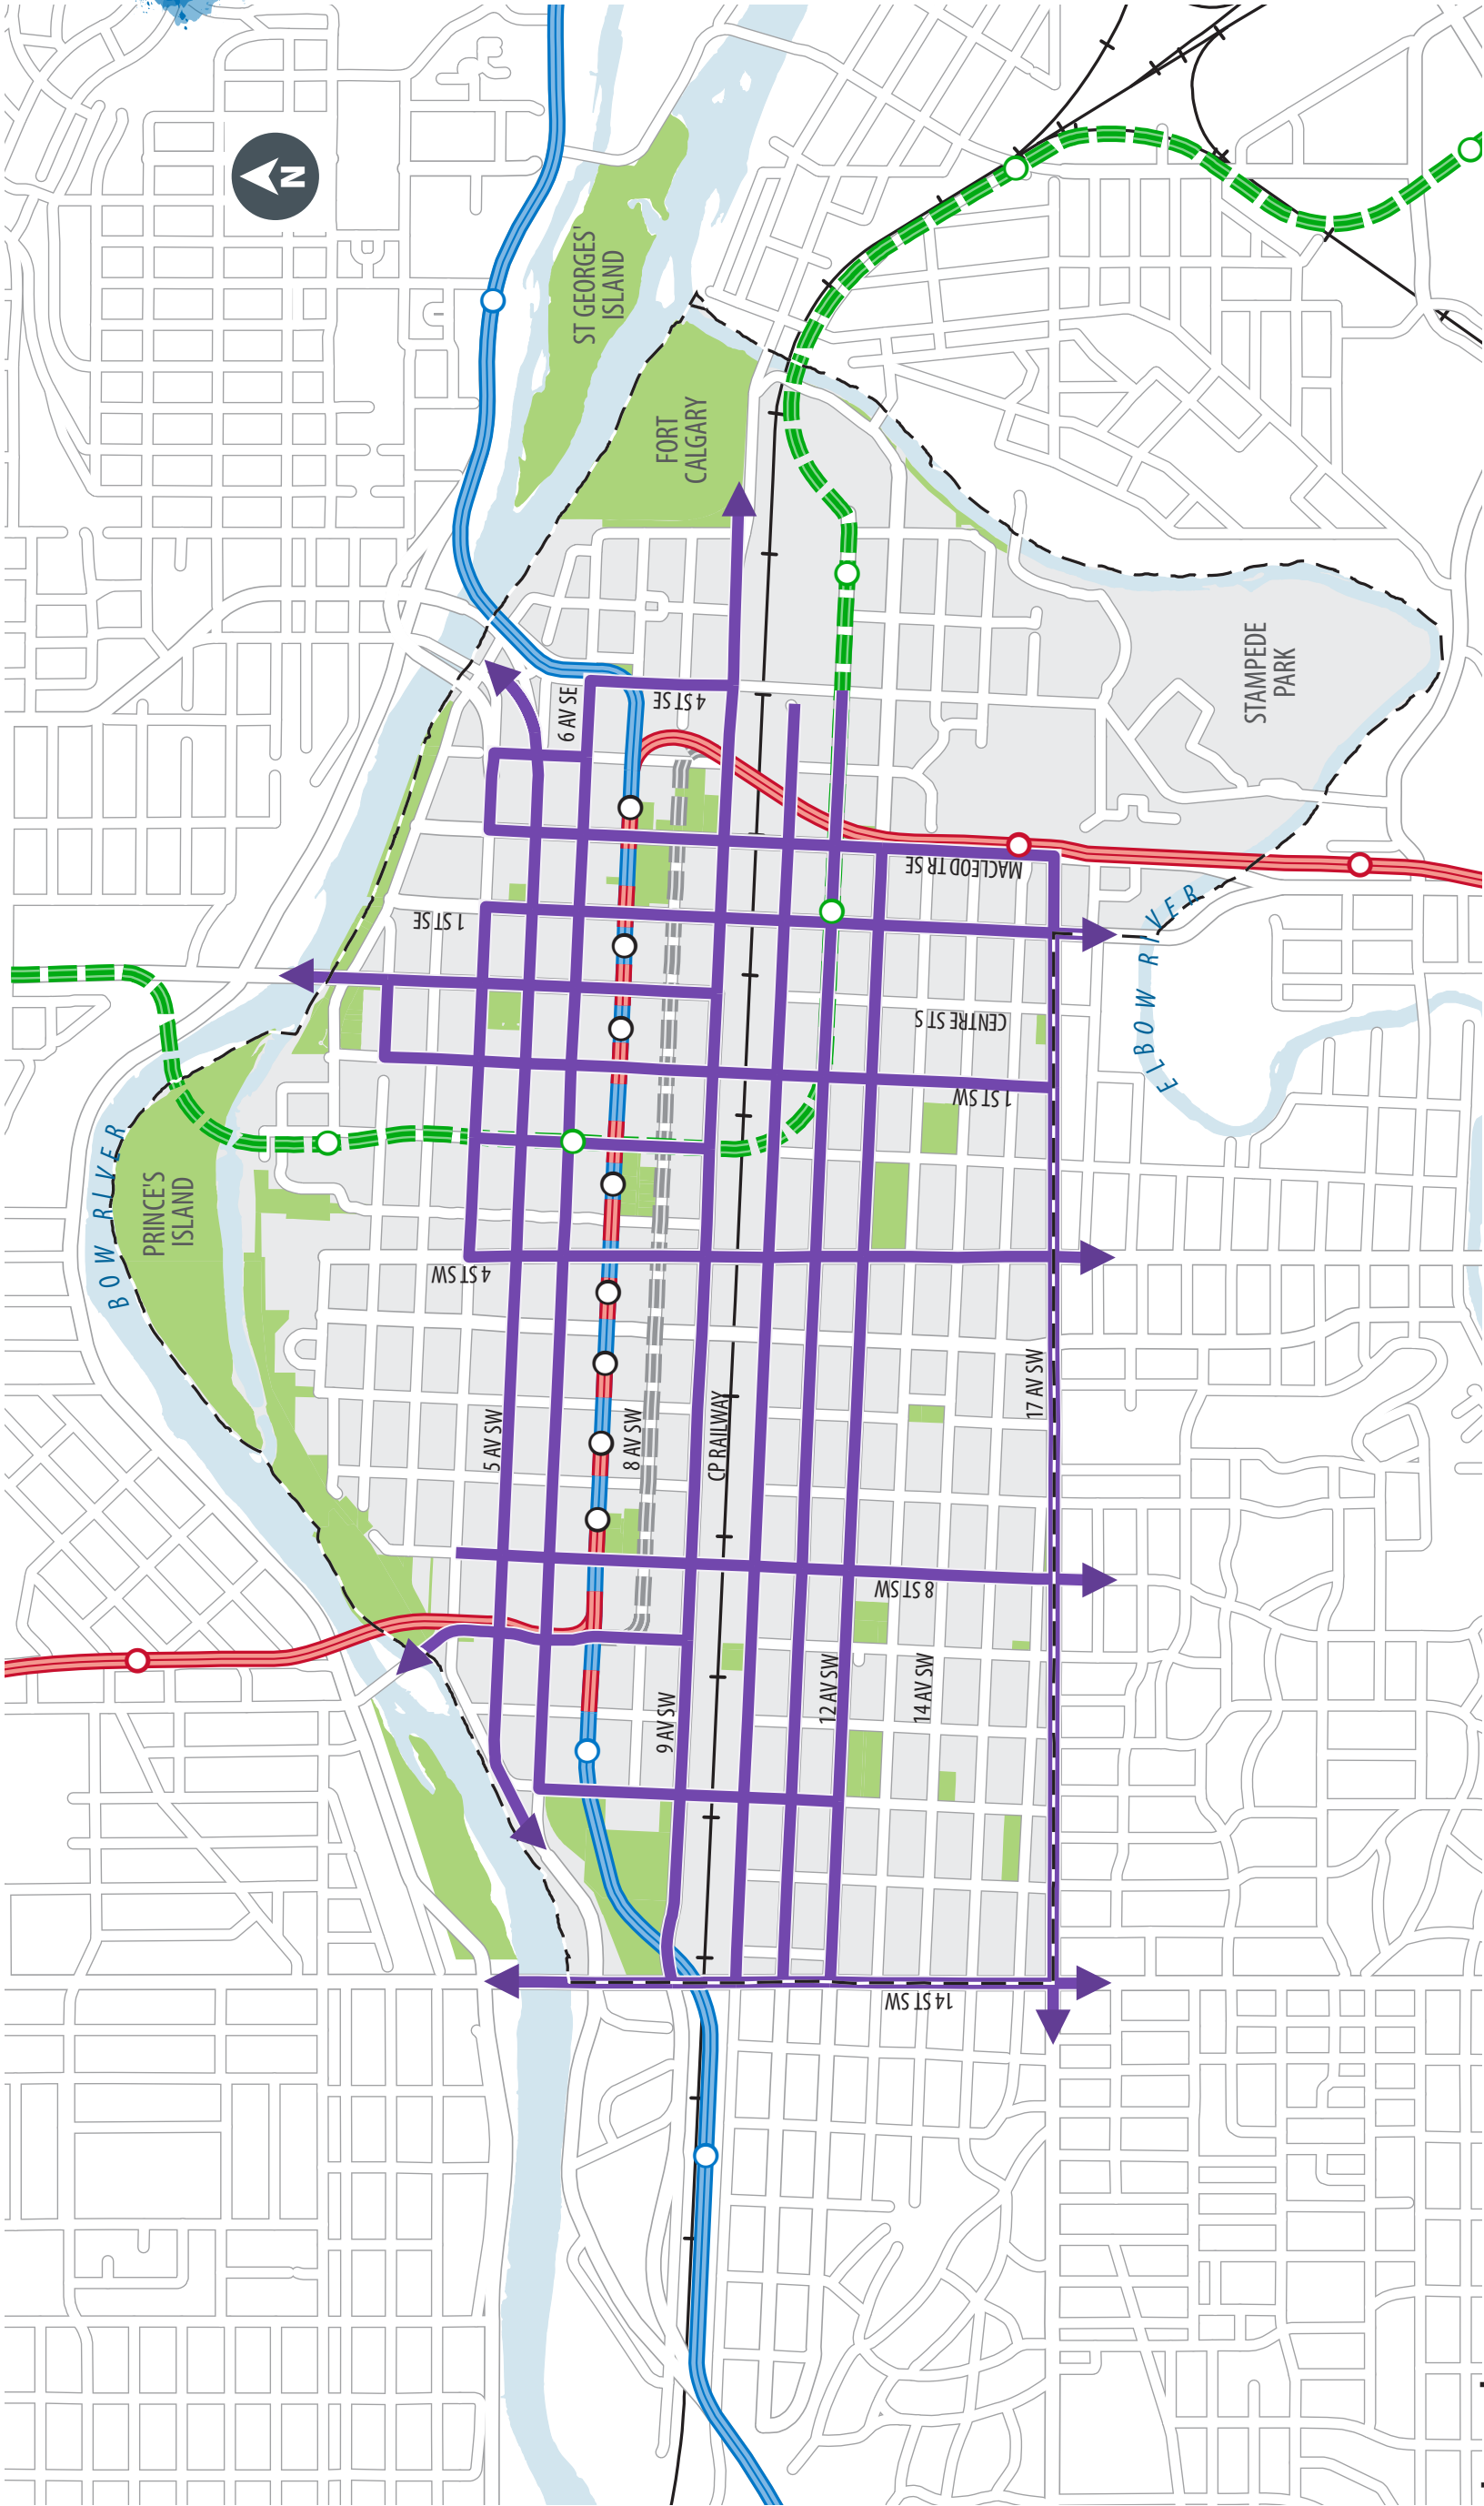 N
ST GEORGES'
ISLAND
FORT
CALGARY
STAMPEDE
PARK
6 AV SE
4 ST SE
MACLEOD TR SE
1 ST SE
CENTRE ST S
1 ST SW
ELBOW RIVER
BOW RIVER
PRINCE'S
ISLAND
4 ST SW
17 AV SW
5 AV SW
8 AV SW
CP RAILWAY
8 ST SW
9 AV SW
12 AV SW
14 AV SW
14 ST SW